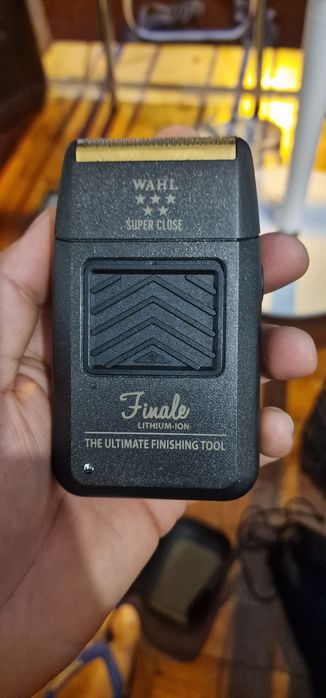 WAHL
SUPER CLOSE
Finale
LITHIUM-ION
THE ULTIMATE FINISHING TOOL